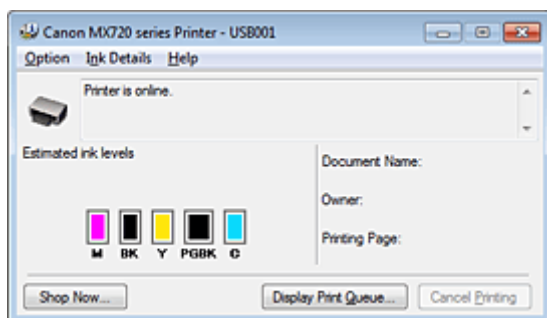 Canon MX720 series Printer - USB001
Option Ink Details Help
Printer is online.
Estimated ink levels
Document Name:
Owner:
Printing Page:
M BK Y PGBK C
Shop Now... Display Print Queue... Cancel Printing